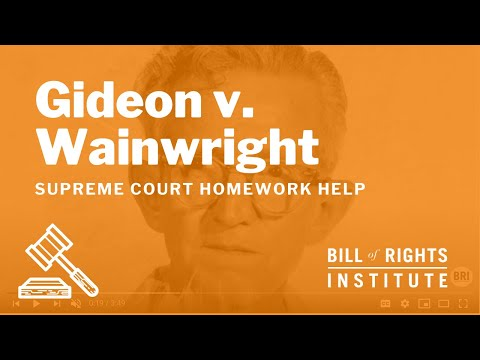 Gideon v.
Wainwright
SUPREME COURT HOMEWORK HELP
BILL of RIGHTS
INSTITUTE
BRI